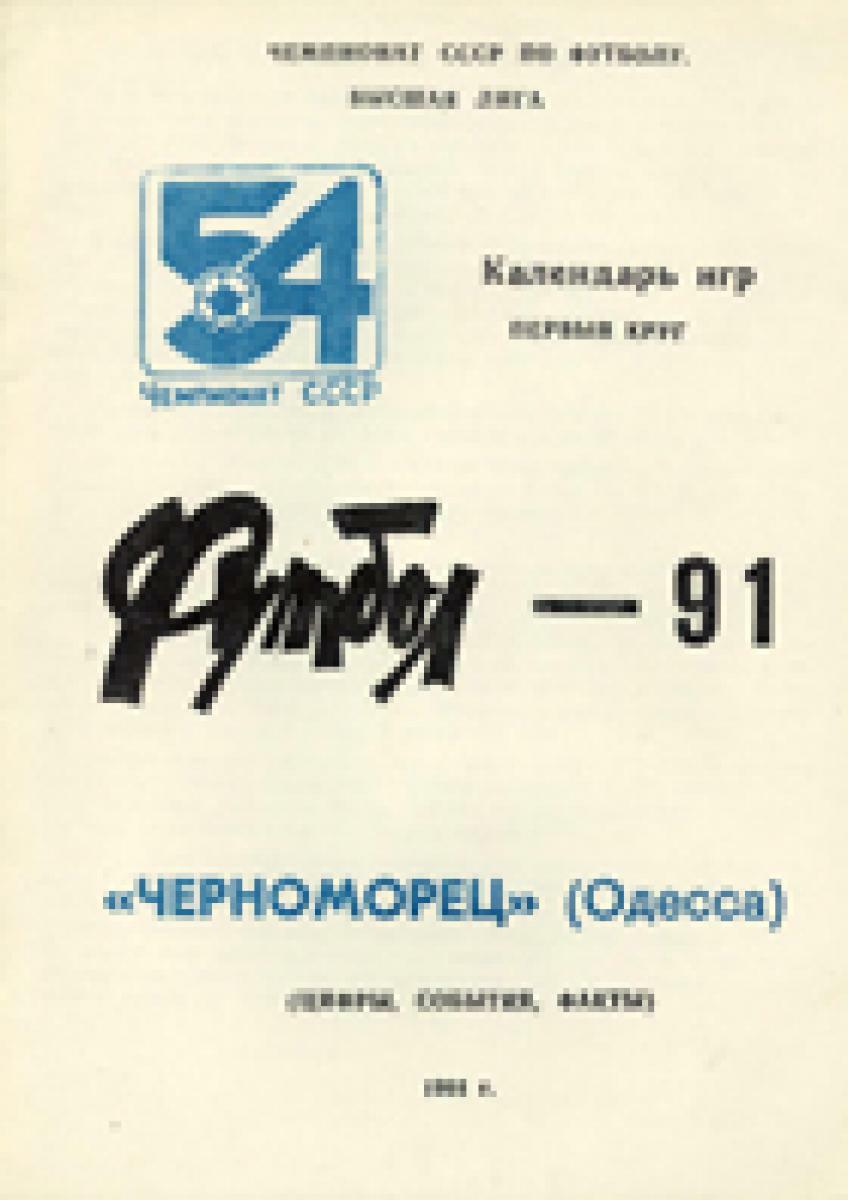 ЧЕМПИОНАТ СССР ПО ФУТБОЛУ.
ВЫСШАЯ ЛИГА
54
ЧЕМПИОНАТ СССР
Календарь игр
ПЕРВЫЙ КРУГ
Футбол — 91
«ЧЕРНОМОРЕЦ» (Одесса)
(ЦИФРЫ, СОБЫТИЯ, ФАКТЫ)
г.